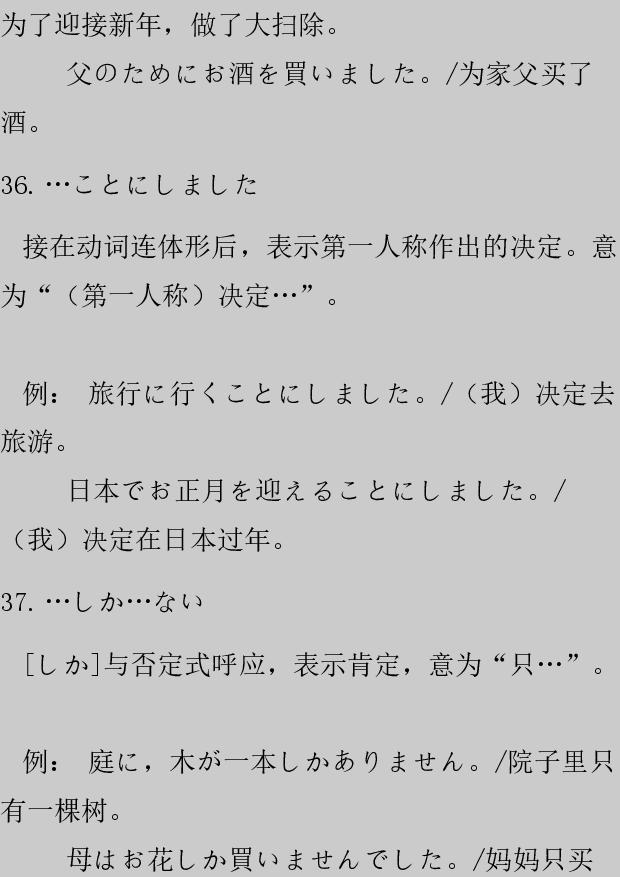 为了迎接新年，做了大扫除。
父のためにお酒を買いました。/为家父买了
酒。
36. …ことにしました
接在动词连体形后，表示第一人称作出的决定。意
为“（第一人称）决定…”。
例： 旅行に行くことにしました。/（我）决定去
旅游。
日本でお正月を迎えることにしました。/
（我）决定在日本过年。
37. …しか…ない
[しか]与否定式呼应，表示肯定，意为“只…”。
例： 庭に，木が一本しかありません。/院子里只
有一棵树。
母はお花しか買いませんでした。/妈妈只买